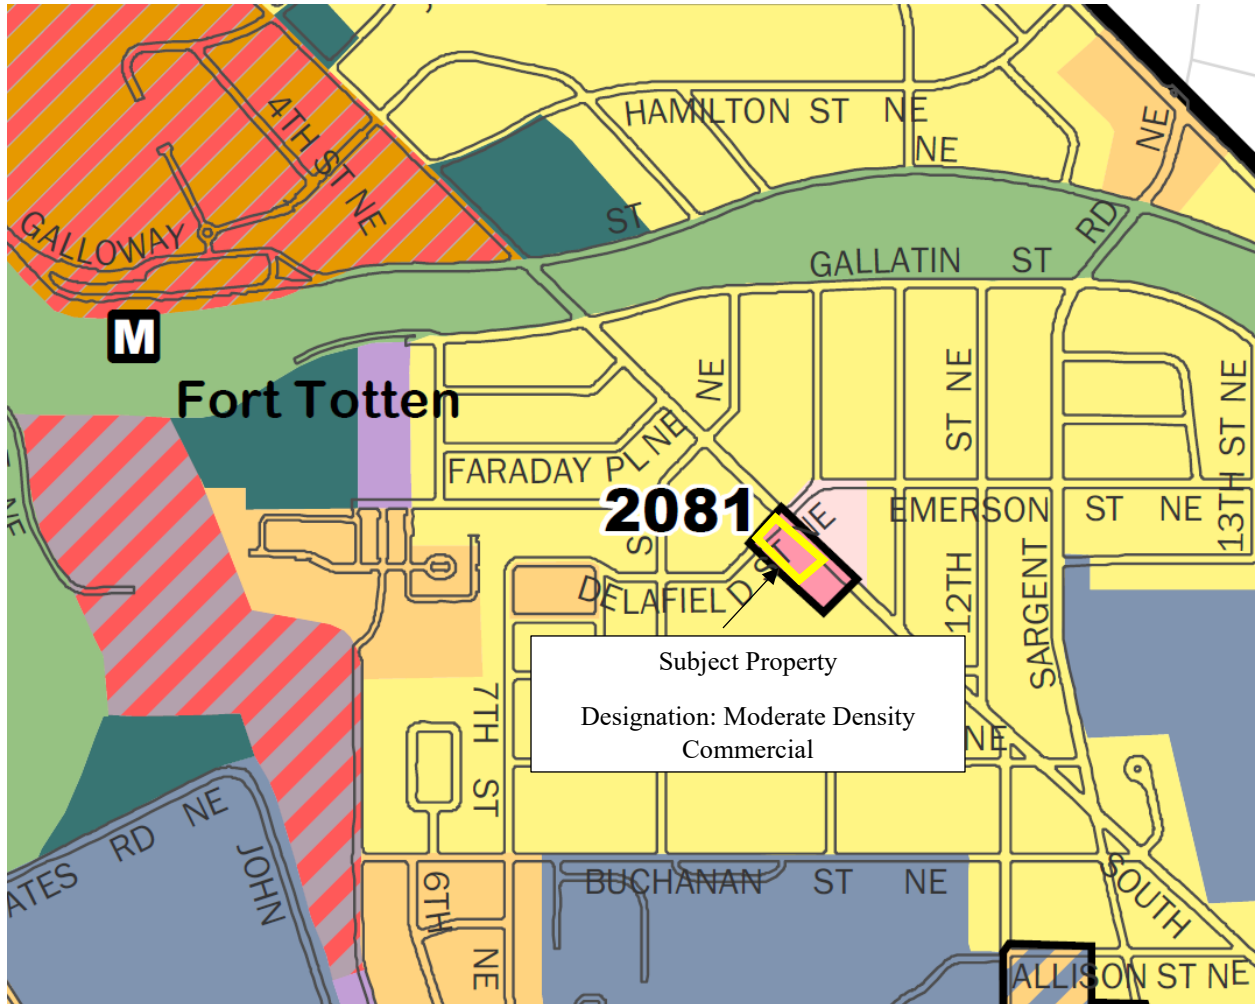 HAMILTON ST NE
NE
NE
4TH ST NE
GALLOWAY
ST
RD
GALLATIN ST
M
Fort Totten
NE
ST NE
13TH ST NE
FARADAY PL NE
NE
2081
NE
EMERSON ST NE
S
ST
DELAFIELD
12TH
SARGENT
Subject Property
Designation: Moderate Density
Commercial
7TH ST
NE
ATES RD NE
JOHN
6TH
NE
BUCHANAN ST NE
SOUTH
ALLISON ST NE